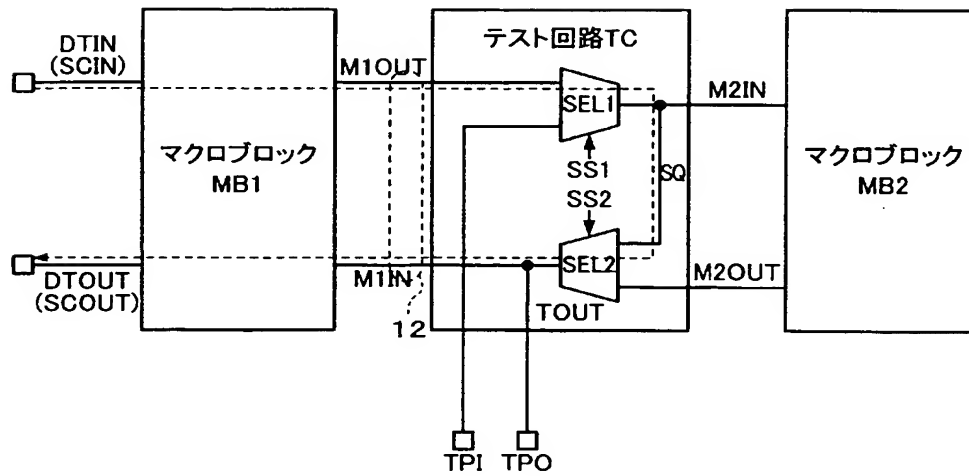 DTIN
(SCIN)
マクロブロック
MB1
DTOUT
(SCOUT)
M1OUT
M1IN
12
テスト回路TC
SEL1
SS1
SS2
SQ
SEL2
TOUT
M2IN
M2OUT
マクロブロック
MB2
TPI
TPO